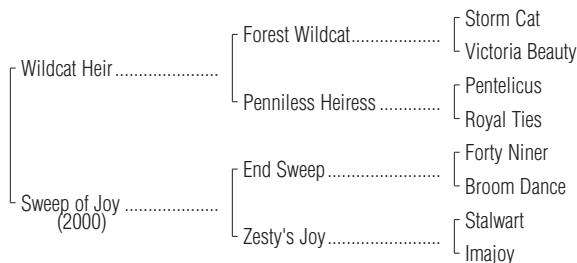 Storm Cat
Forest Wildcat....................
Victoria Beauty
Wildcat Heir.......................
Pentelicus
Penniless Heiress .............
Royal Ties
Forty Niner
End Sweep.........................
Broom Dance
Sweep of Joy .....................
(2000)
Stalwart
Zesty's Joy.........................
Imajoy